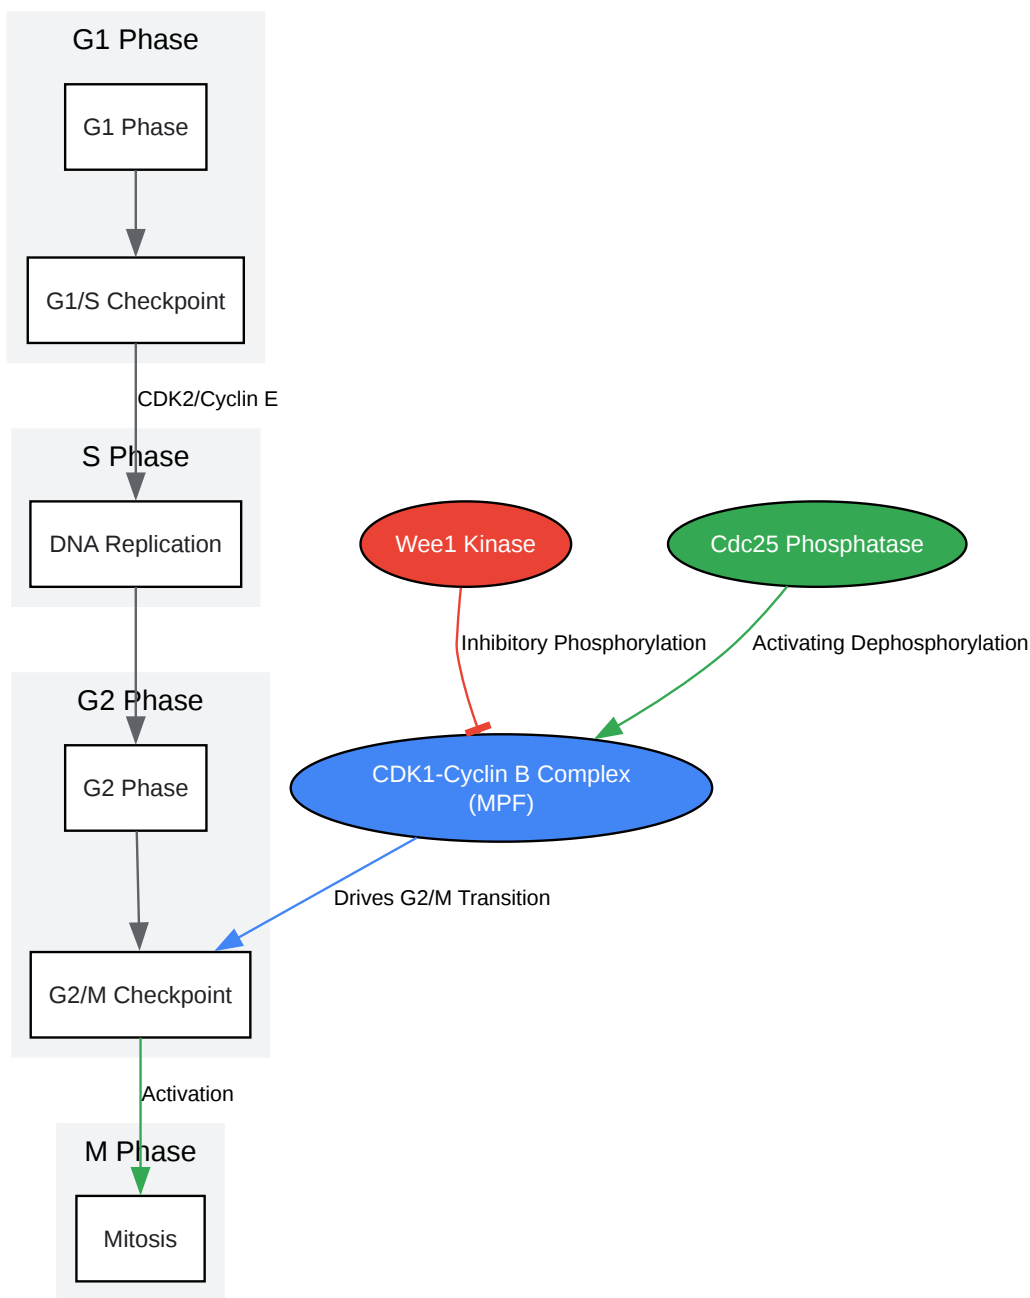 G1 Phase
G1 Phase
G1/S Checkpoint
CDK2/Cyclin E
S Phase
DNA Replication
Wee1 Kinase
Cdc25 Phosphatase
Inhibitory Phosphorylation
Activating Dephosphorylation
G2 Phase
G2 Phase
CDK1-Cyclin B Complex
(MPF)
Drives G2/M Transition
G2/M Checkpoint
Activation
M Phase
Mitosis